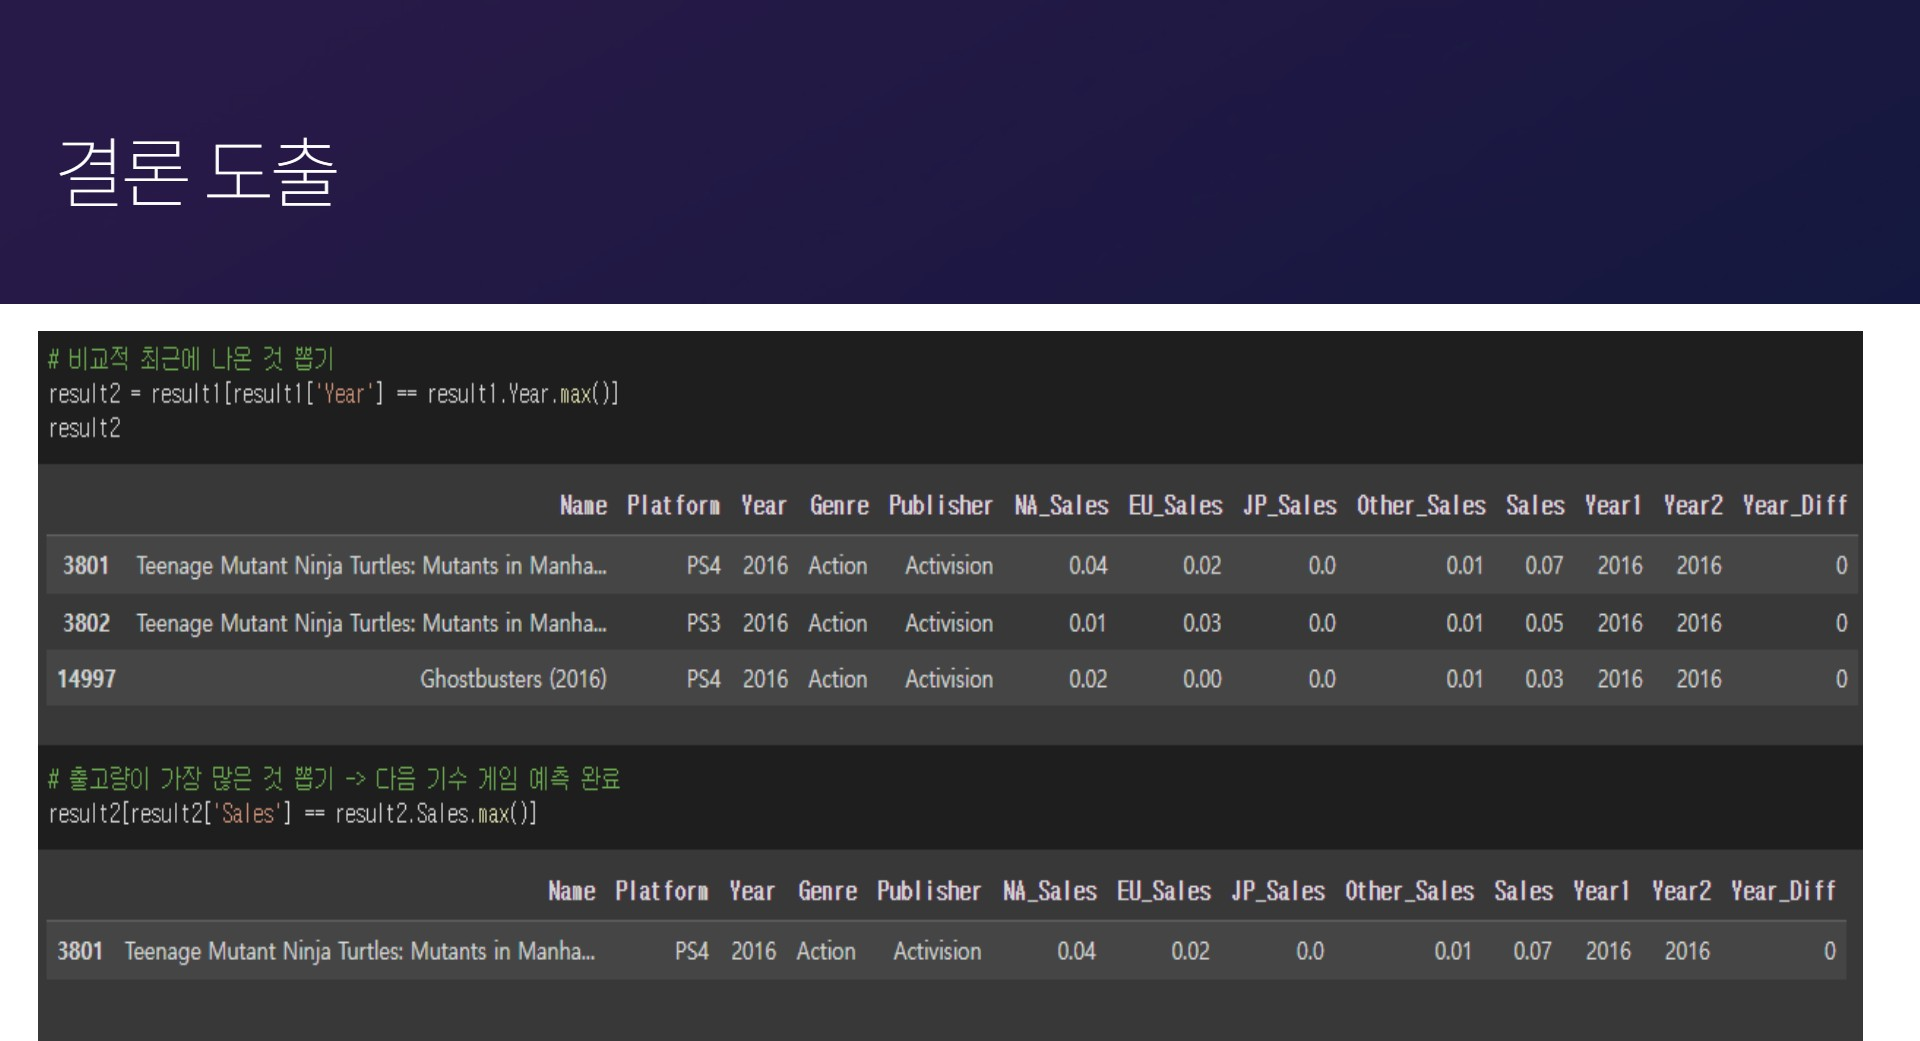 결론 도출
# 비교적 최근에 나온 것 뽑기
result2 = result1[result1['Year'] == result1.Year.max()]
result2
Name Platform Year Genre Publisher NA_Sales EU_Sales JP_Sales Other_Sales Sales Year1 Year2 Year_Diff
3801 Teenage Mutant Ninja Turtles: Mutants in Manha... PS4 2016 Action Activision 0.04 0.02 0.0 0.01 0.07 2016 2016 0
3802 Teenage Mutant Ninja Turtles: Mutants in Manha... PS3 2016 Action Activision 0.01 0.03 0.0 0.01 0.05 2016 2016 0
14997 Ghostbusters (2016) PS4 2016 Action Activision 0.02 0.00 0.0 0.01 0.03 2016 2016 0
# 출고량이 가장 많은 것 뽑기 -> 다음 기수 게임 예측 완료
result2[result2['Sales'] == result2.Sales.max()]
Name Platform Year Genre Publisher NA_Sales EU_Sales JP_Sales Other_Sales Sales Year1 Year2 Year_Diff
3801 Teenage Mutant Ninja Turtles: Mutants in Manha... PS4 2016 Action Activision 0.04 0.02 0.0 0.01 0.07 2016 2016 0